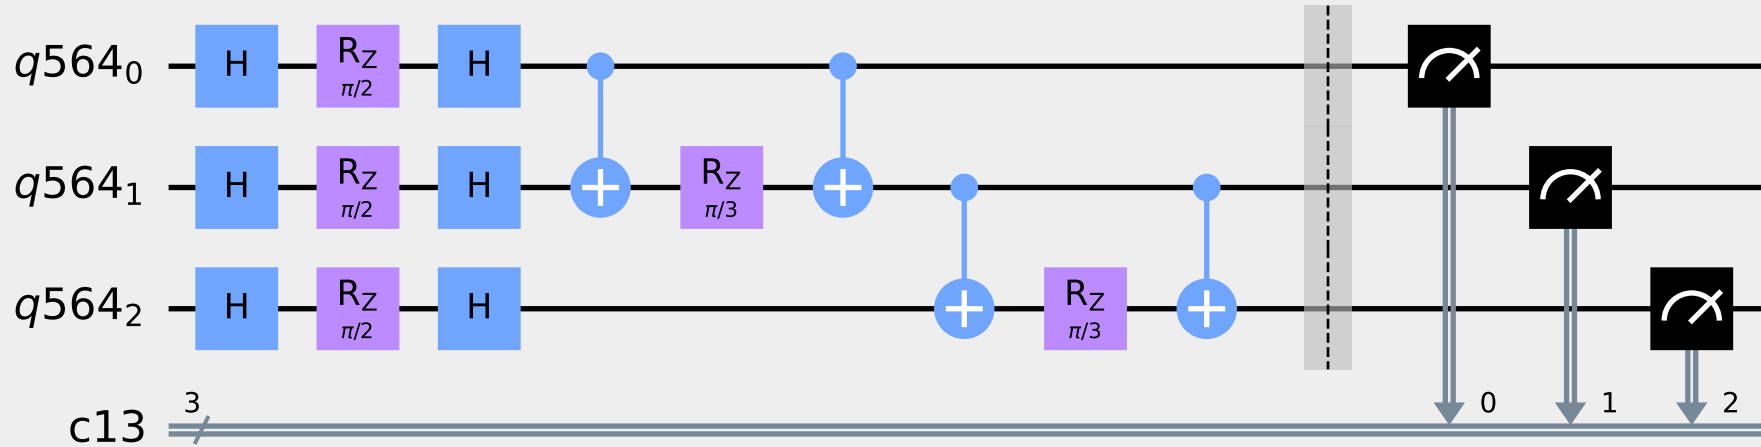 q564₀ H R_Z π/2 H
q564₁ H R_Z π/2 H R_Z π/3
q564₂ H R_Z π/2 H R_Z π/3
c13 3 0 1 2